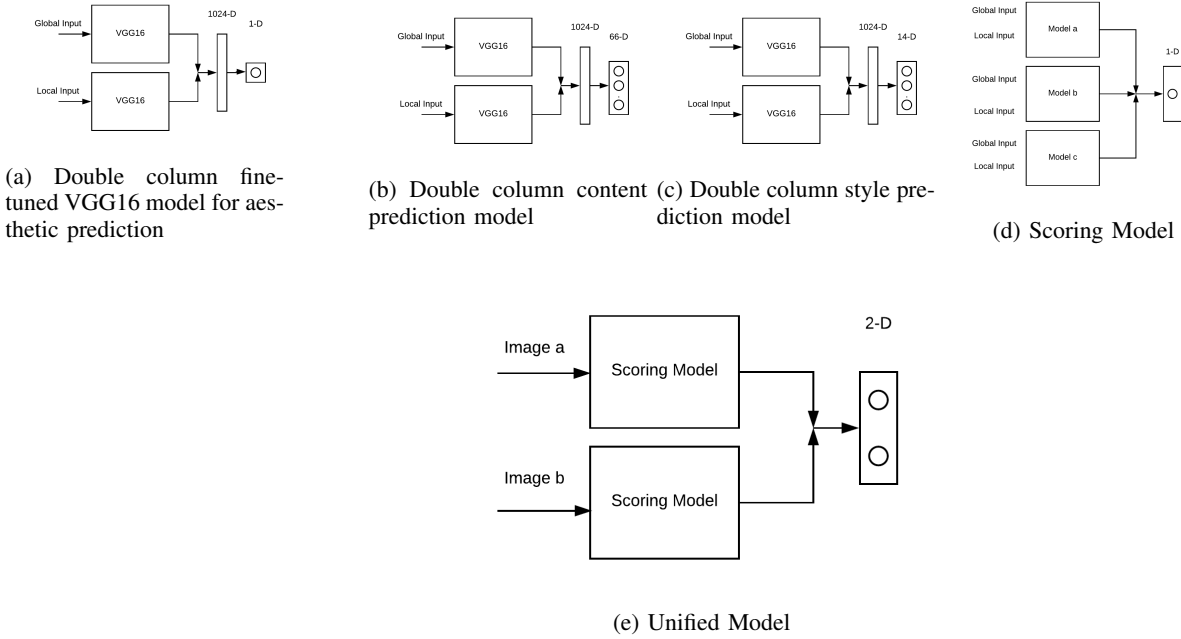 Global Input
VGG16
1024-D
1-D
Local Input
VGG16
(a) Double column fine-
tuned VGG16 model for aes-
thetic prediction
Global Input
VGG16
1024-D
66-D
Local Input
VGG16
(b) Double column content
prediction model
Global Input
VGG16
1024-D
14-D
Local Input
VGG16
(c) Double column style pre-
diction model
Global Input
Local Input
Model a
Global Input
Local Input
Model b
Global Input
Local Input
Model c
1-D
(d) Scoring Model
Image a
Scoring Model
2-D
Image b
Scoring Model
(e) Unified Model